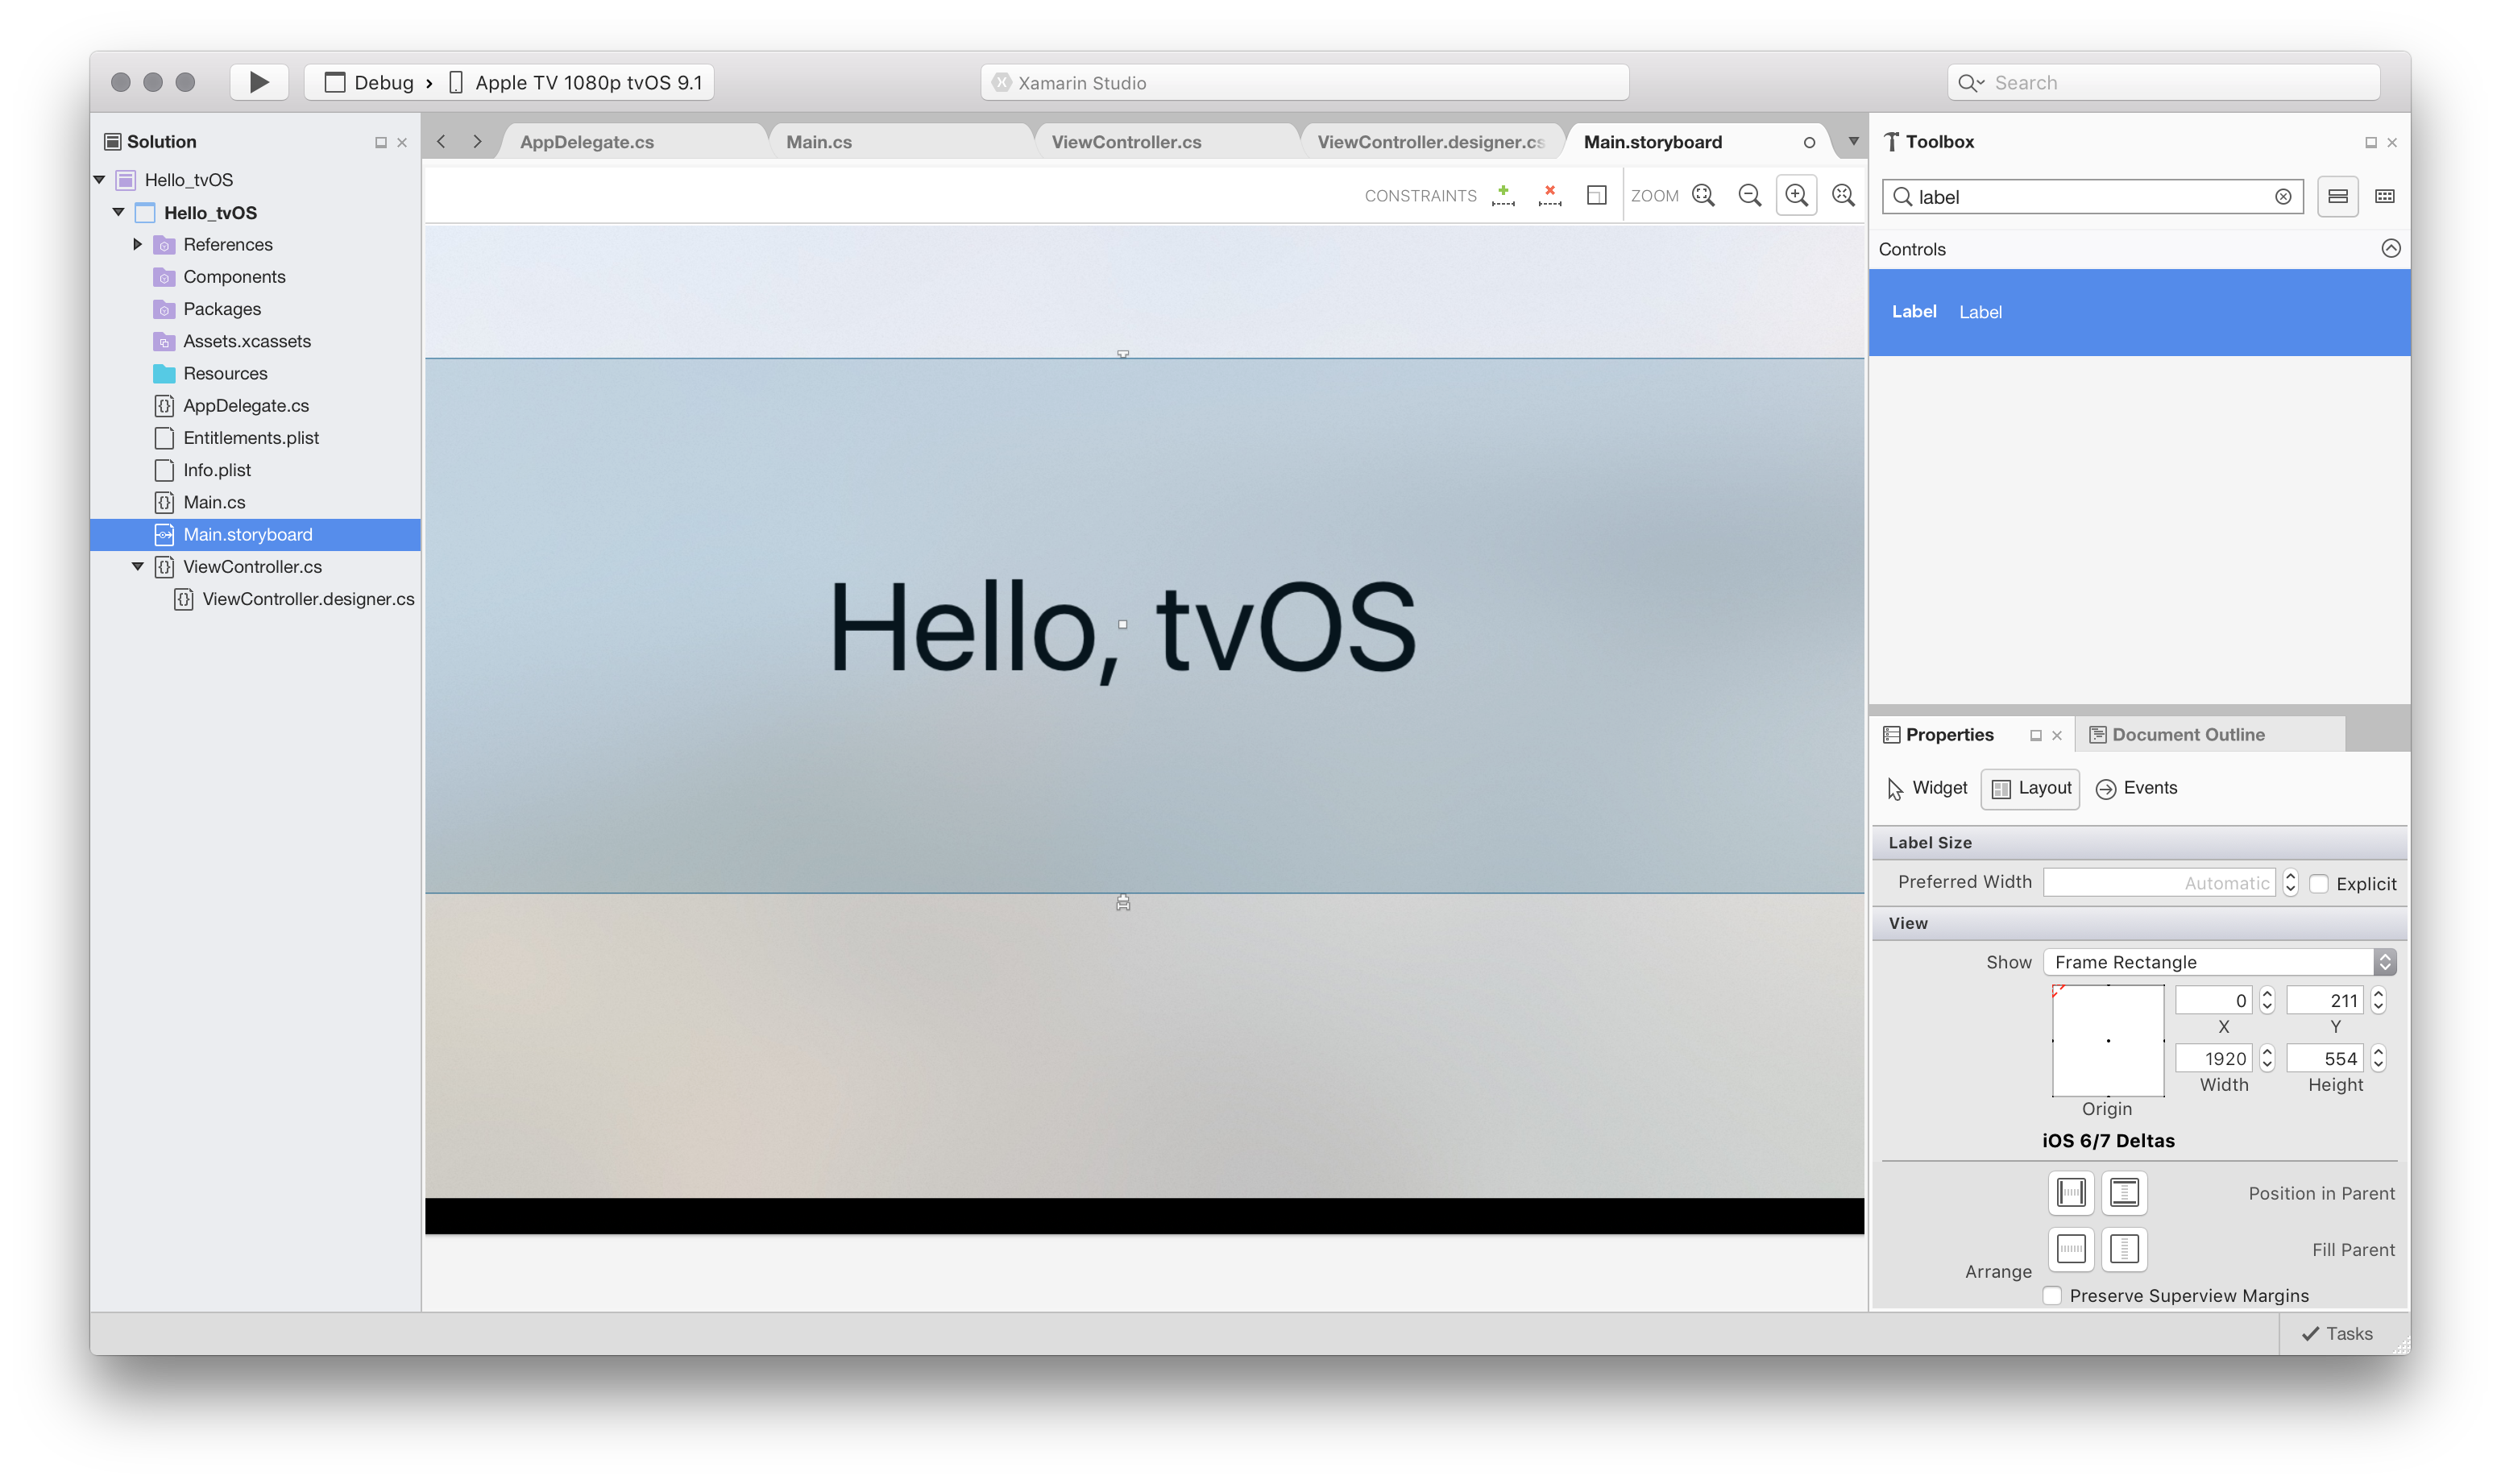 Debug › Apple TV 1080p tvOS 9.1
Xamarin Studio
Search
Solution
Hello_tvOS
Hello_tvOS
References
Components
Packages
Assets.xcassets
Resources
AppDelegate.cs
Entitlements.plist
Info.plist
Main.cs
Main.storyboard
ViewController.cs
ViewController.designer.cs
AppDelegate.cs
Main.cs
ViewController.cs
ViewController.designer.cs
Main.storyboard
CONSTRAINTS
ZOOM
Hello, tvOS
Toolbox
label
Controls
Label Label
Properties
Document Outline
Widget
Layout
Events
Label Size
Preferred Width Automatic Explicit
View
Show Frame Rectangle
0 211
X Y
1920 554
Width Height
Origin
iOS 6/7 Deltas
Position in Parent
Fill Parent
Arrange
Preserve Superview Margins
Tasks